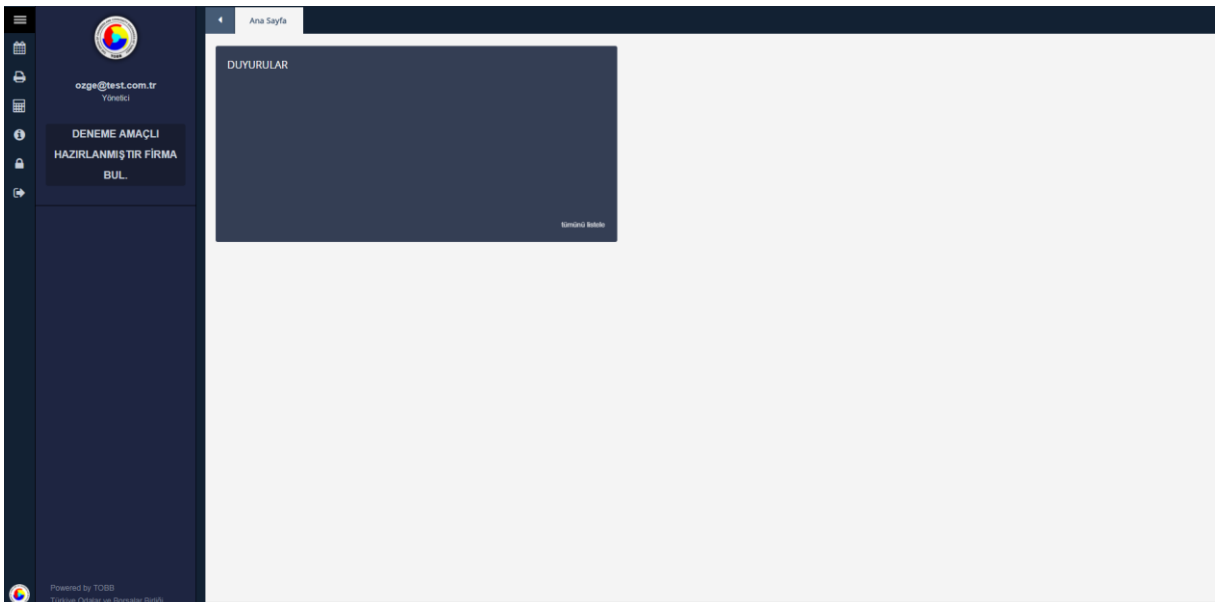 Ana Sayfa
ozge@test.com.tr
Yönetici
DENEME AMAÇLI
HAZIRLANMIŞTIR FİRMA
BUL.
DUYURULAR
tümünü listele
Powered by TOBB
Türkiye Odalar ve Borsalar Birliği